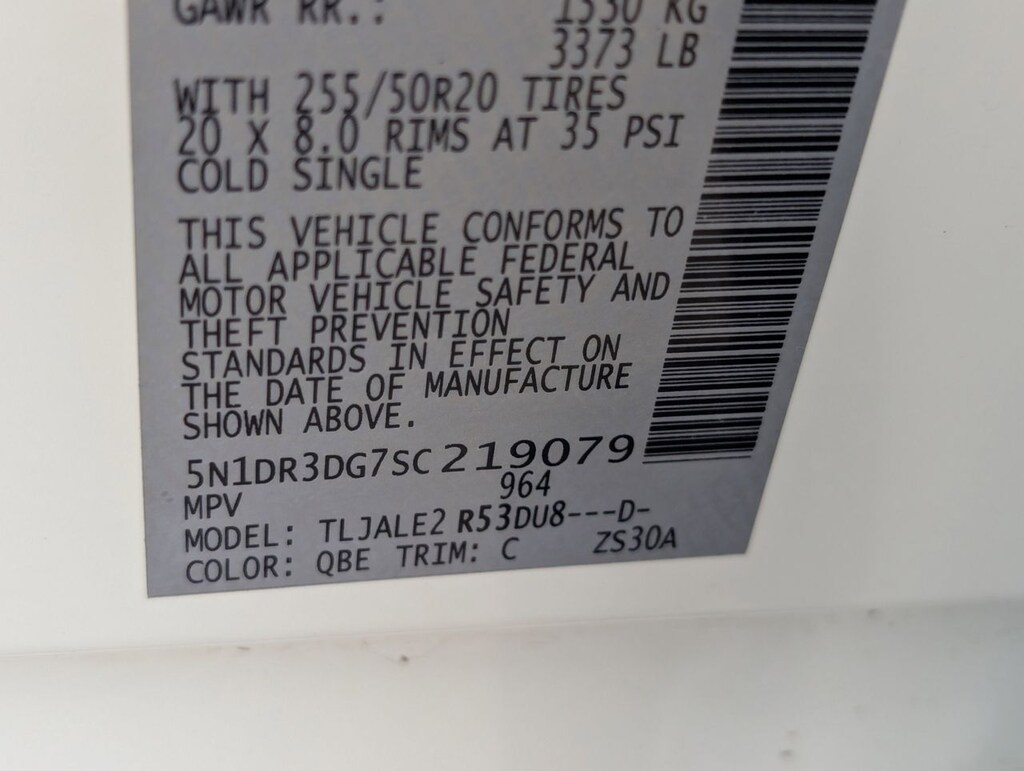 GAWR RR.: 1530 KG
3373 LB
WITH 255/50R20 TIRES
20 X 8.0 RIMS AT 35 PSI
COLD SINGLE
THIS VEHICLE CONFORMS TO
ALL APPLICABLE FEDERAL
MOTOR VEHICLE SAFETY AND
THEFT PREVENTION
STANDARDS IN EFFECT ON
THE DATE OF MANUFACTURE
SHOWN ABOVE.
5N1DR3DG7SC219079
MPV 964
MODEL: TLJALE2 R53DU8---D-
COLOR: QBE TRIM: C ZS30A